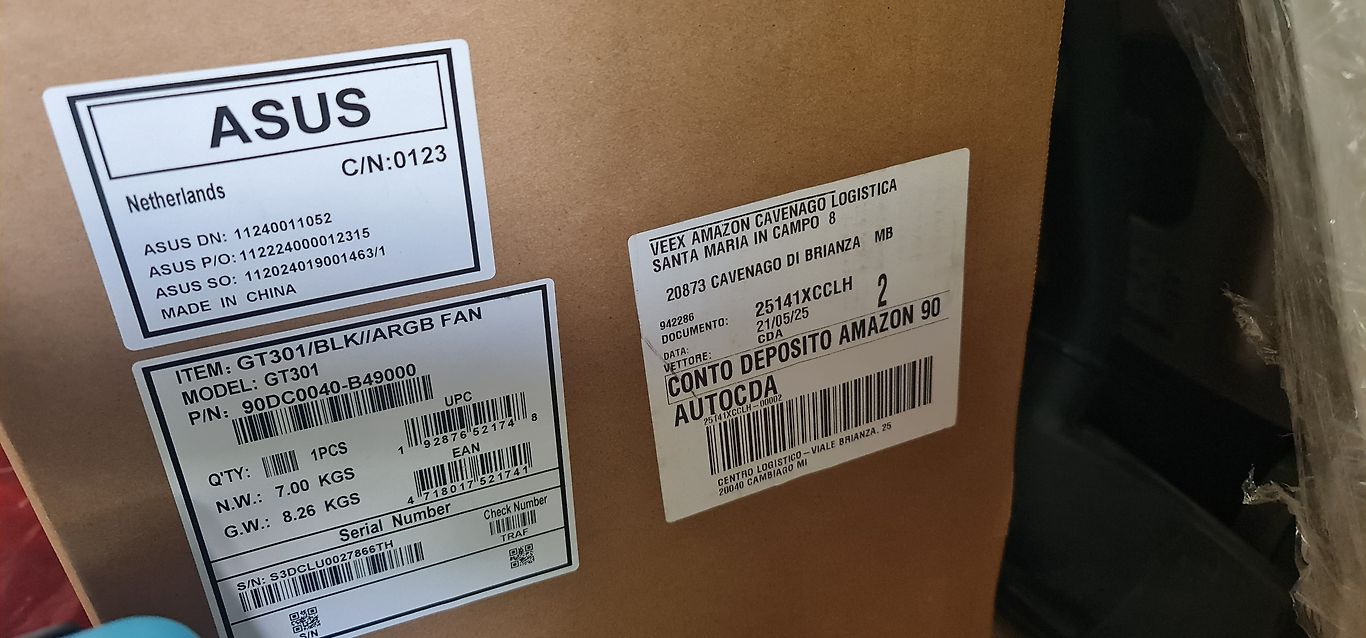 ASUS
C/N:0123
Netherlands
ASUS DN: 11240011052
ASUS P/O: 112224000012315
ASUS SO: 112024019001463/1
MADE IN CHINA
ITEM: GT301/BLK//ARGB FAN
MODEL: GT301
P/N: 90DC0040-B49000
UPC
1 92876 52174 8
Q'TY: 1PCS
EAN
4 718017 521741
N.W.: 7.00 KGS
G.W.: 8.26 KGS
Serial Number
Check Number
TRAF
S/N: S3DCLU0027866TH
S/N
VEEX AMAZON CAVENAGO LOGISTICA
SANTA MARIA IN CAMPO 8
20873 CAVENAGO DI BRIANZA MB
942286
DOCUMENTO: 25141XCCLH 2
DATA: 21/05/25
VETTORE: CDA
CONTO DEPOSITO AMAZON 90
AUTOCDA
25141XCCLH-00002
CENTRO LOGISTICO-VIALE BRIANZA, 25
20040 CAMBIAGO MI